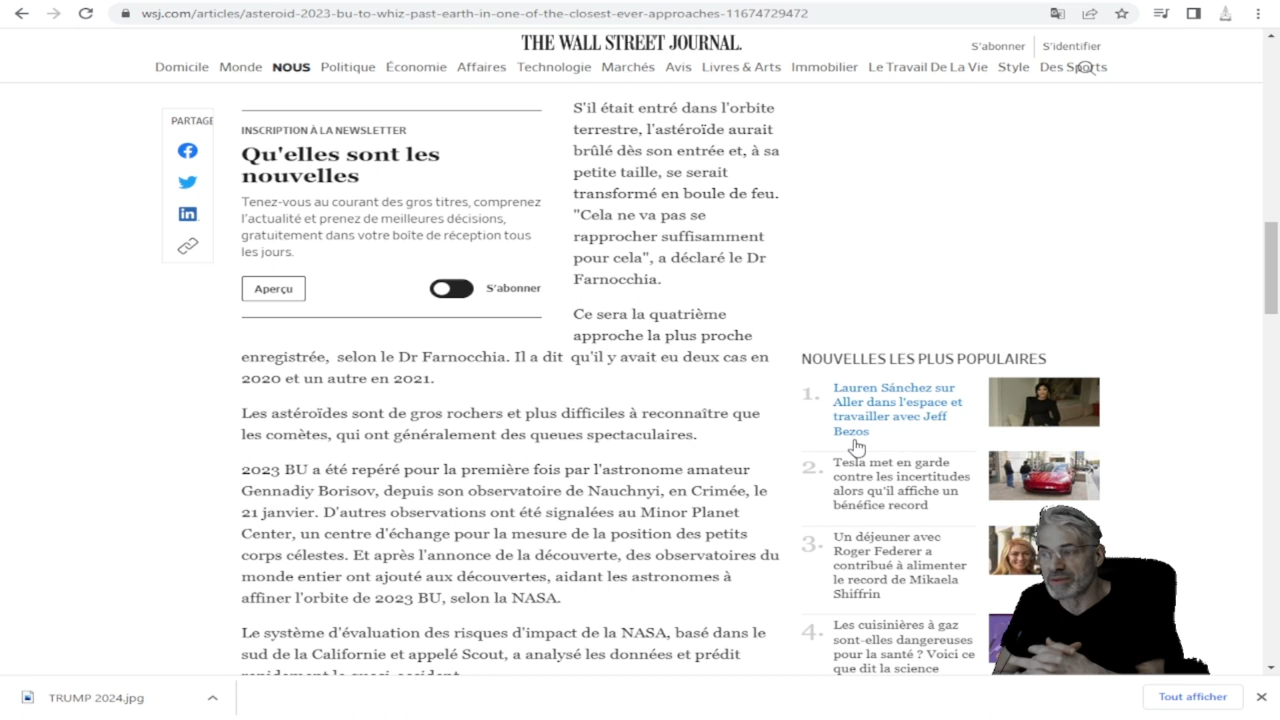 wsj.com/articles/asteroid-2023-bu-to-whiz-past-earth-in-one-of-the-closest-ever-approaches-11674729472
THE WALL STREET JOURNAL.
S'abonner
S'identifier
Domicile
Monde
NOUS
Politique
Économie
Affaires
Technologie
Marchés
Avis
Livres & Arts
Immobilier
Le Travail De La Vie
Style
Des Sports
PARTAGE
INSCRIPTION À LA NEWSLETTER
Qu'elles sont les
nouvelles
Tenez-vous au courant des gros titres, comprenez
l'actualité et prenez de meilleures décisions,
gratuitement dans votre boîte de réception tous
les jours.
Aperçu
S'abonner
S'il était entré dans l'orbite
terrestre, l'astéroïde aurait
brûlé dès son entrée et, à sa
petite taille, se serait
transformé en boule de feu.
"Cela ne va pas se
rapprocher suffisamment
pour cela", a déclaré le Dr
Farnocchia.
Ce sera la quatrième
approche la plus proche
enregistrée, selon le Dr Farnocchia. Il a dit qu'il y avait eu deux cas en
2020 et un autre en 2021.
Les astéroïdes sont de gros rochers et plus difficiles à reconnaître que
les comètes, qui ont généralement des queues spectaculaires.
2023 BU a été repéré pour la première fois par l'astronome amateur
Gennadiy Borisov, depuis son observatoire de Nauchnyi, en Crimée, le
21 janvier. D'autres observations ont été signalées au Minor Planet
Center, un centre d'échange pour la mesure de la position des petits
corps célestes. Et après l'annonce de la découverte, des observatoires du
monde entier ont ajouté aux découvertes, aidant les astronomes à
affiner l'orbite de 2023 BU, selon la NASA.
Le système d'évaluation des risques d'impact de la NASA, basé dans le
sud de la Californie et appelé Scout, a analysé les données et prédit
NOUVELLES LES PLUS POPULAIRES
1.
Lauren Sánchez sur
Aller dans l'espace et
travailler avec Jeff
Bezos
2.
Tesla met en garde
contre les incertitudes
alors qu'il affiche un
bénéfice record
3.
Un déjeuner avec
Roger Federer a
contribué à alimenter
le record de Mikaela
Shiffrin
4.
Les cuisinières à gaz
sont-elles dangereuses
pour la santé ? Voici ce
que dit la science
TRUMP 2024.jpg
Tout afficher